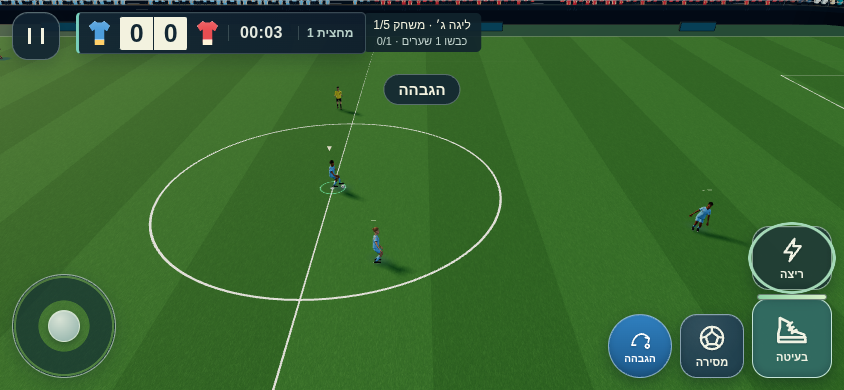 0 0
00:03
מחצית 1
ליגה ג׳ · משחק 1/5
כבשו 1 שערים · 0/1
הגבהה
ריצה
הגבהה
מסירה
בעיטה